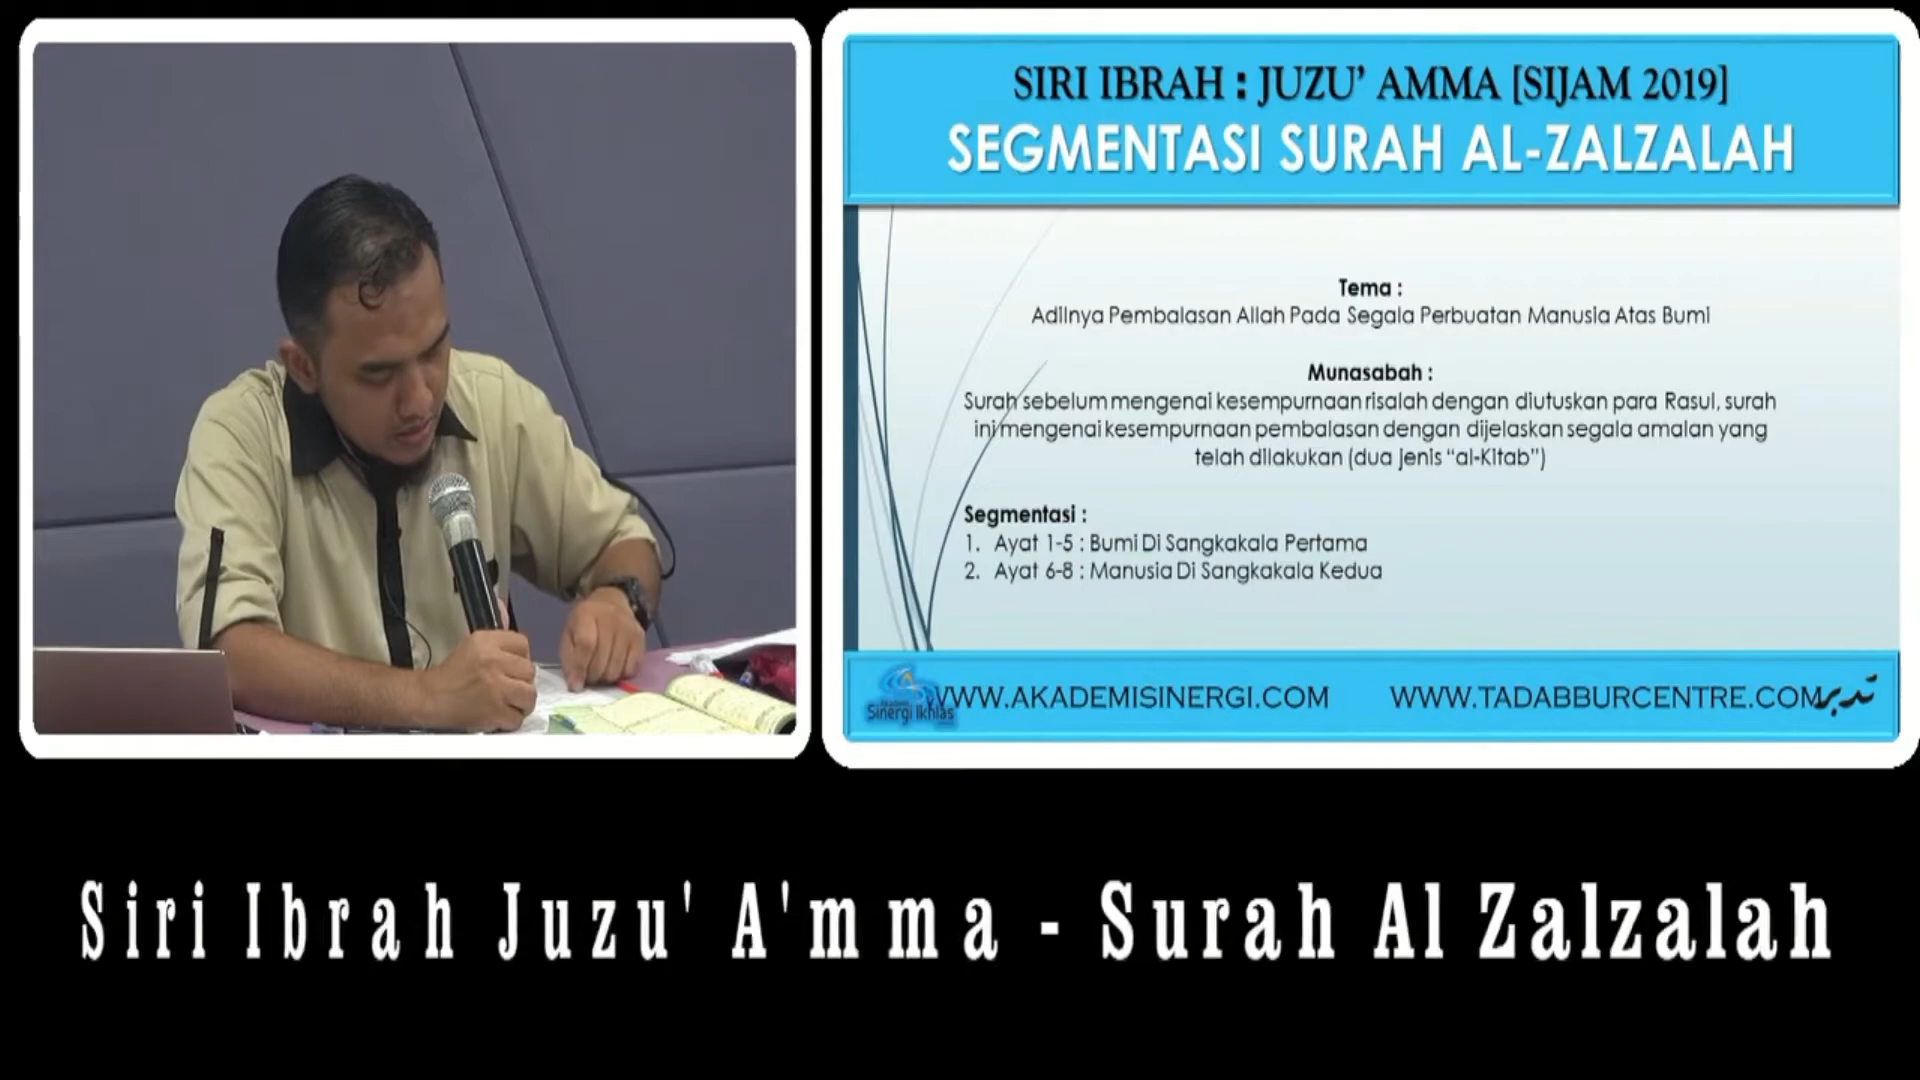 SIRI IBRAH : JUZU’ AMMA [SIJAM 2019]
SEGMENTASI SURAH AL-ZALZALAH
Tema :
Adilnya Pembalasan Allah Pada Segala Perbuatan Manusia Atas Bumi
Munasabah :
Surah sebelum mengenai kesempurnaan risalah dengan diutuskan para Rasul, surah
ini mengenai kesempurnaan pembalasan dengan dijelaskan segala amalan yang
telah dilakukan (dua jenis “al-Kitab”)
Segmentasi :
1. Ayat 1-5 : Bumi Di Sangkakala Pertama
2. Ayat 6-8 : Manusia Di Sangkakala Kedua
Sinergi Ikhlas
WWW.AKADEMISINERGI.COM
WWW.TADABBURCENTRE.COM
تدبر
Siri Ibrah Juzu' A'mma - Surah Al Zalzalah